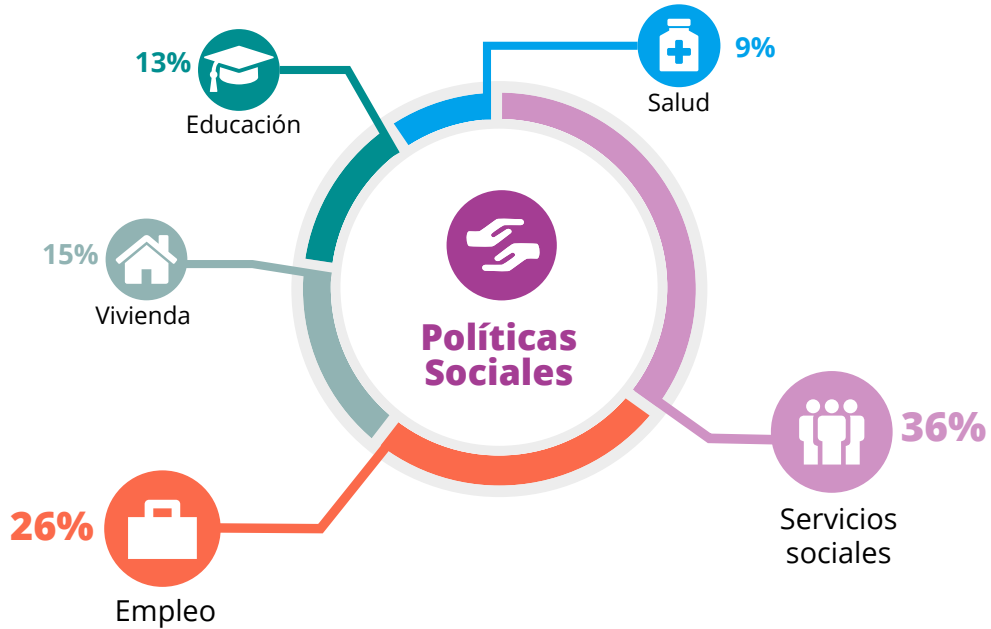 13%
Educación
9%
Salud
15%
Vivienda
Políticas
Sociales
36%
Servicios
sociales
26%
Empleo